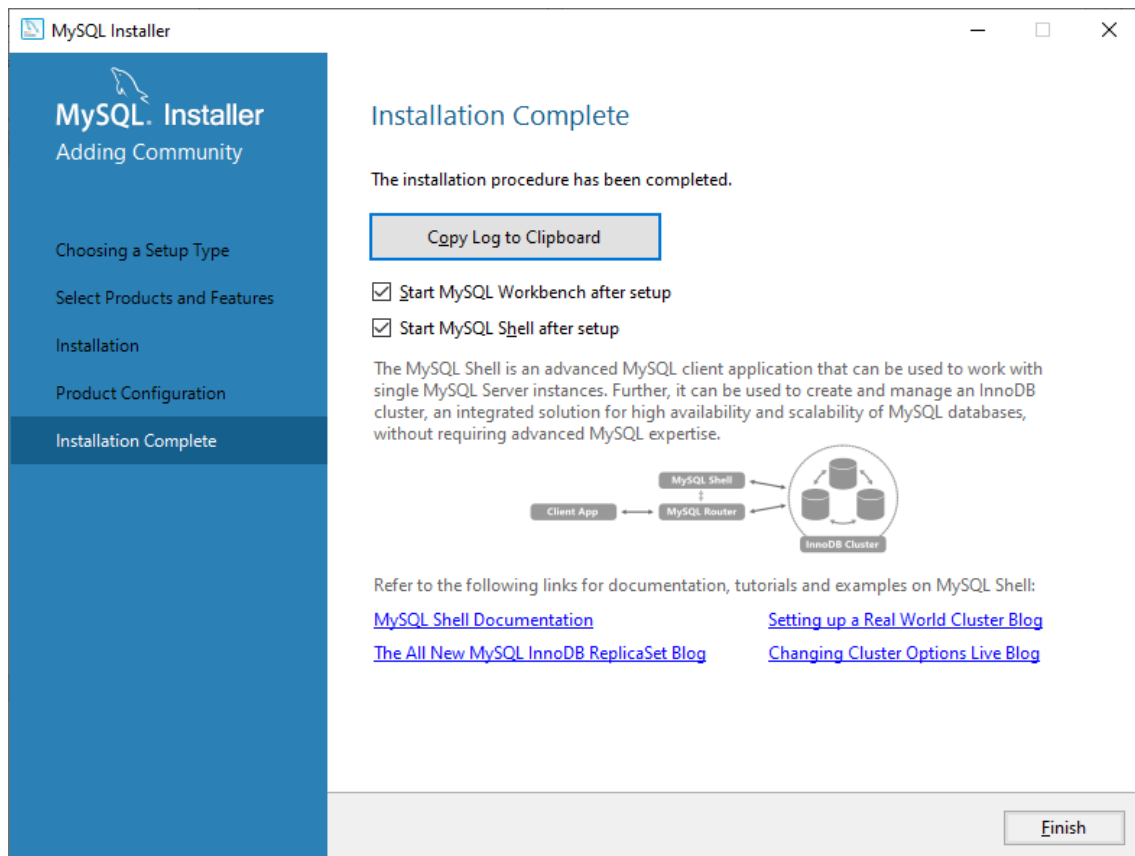 MySQL Installer
MySQL. Installer
Adding Community
Choosing a Setup Type
Select Products and Features
Installation
Product Configuration
Installation Complete
Installation Complete
The installation procedure has been completed.
Copy Log to Clipboard
Start MySQL Workbench after setup
Start MySQL Shell after setup
The MySQL Shell is an advanced MySQL client application that can be used to work with
single MySQL Server instances. Further, it can be used to create and manage an InnoDB
cluster, an integrated solution for high availability and scalability of MySQL databases,
without requiring advanced MySQL expertise.
MySQL Shell
Client App
MySQL Router
InnoDB Cluster
Refer to the following links for documentation, tutorials and examples on MySQL Shell:
MySQL Shell Documentation
Setting up a Real World Cluster Blog
The All New MySQL InnoDB ReplicaSet Blog
Changing Cluster Options Live Blog
Finish